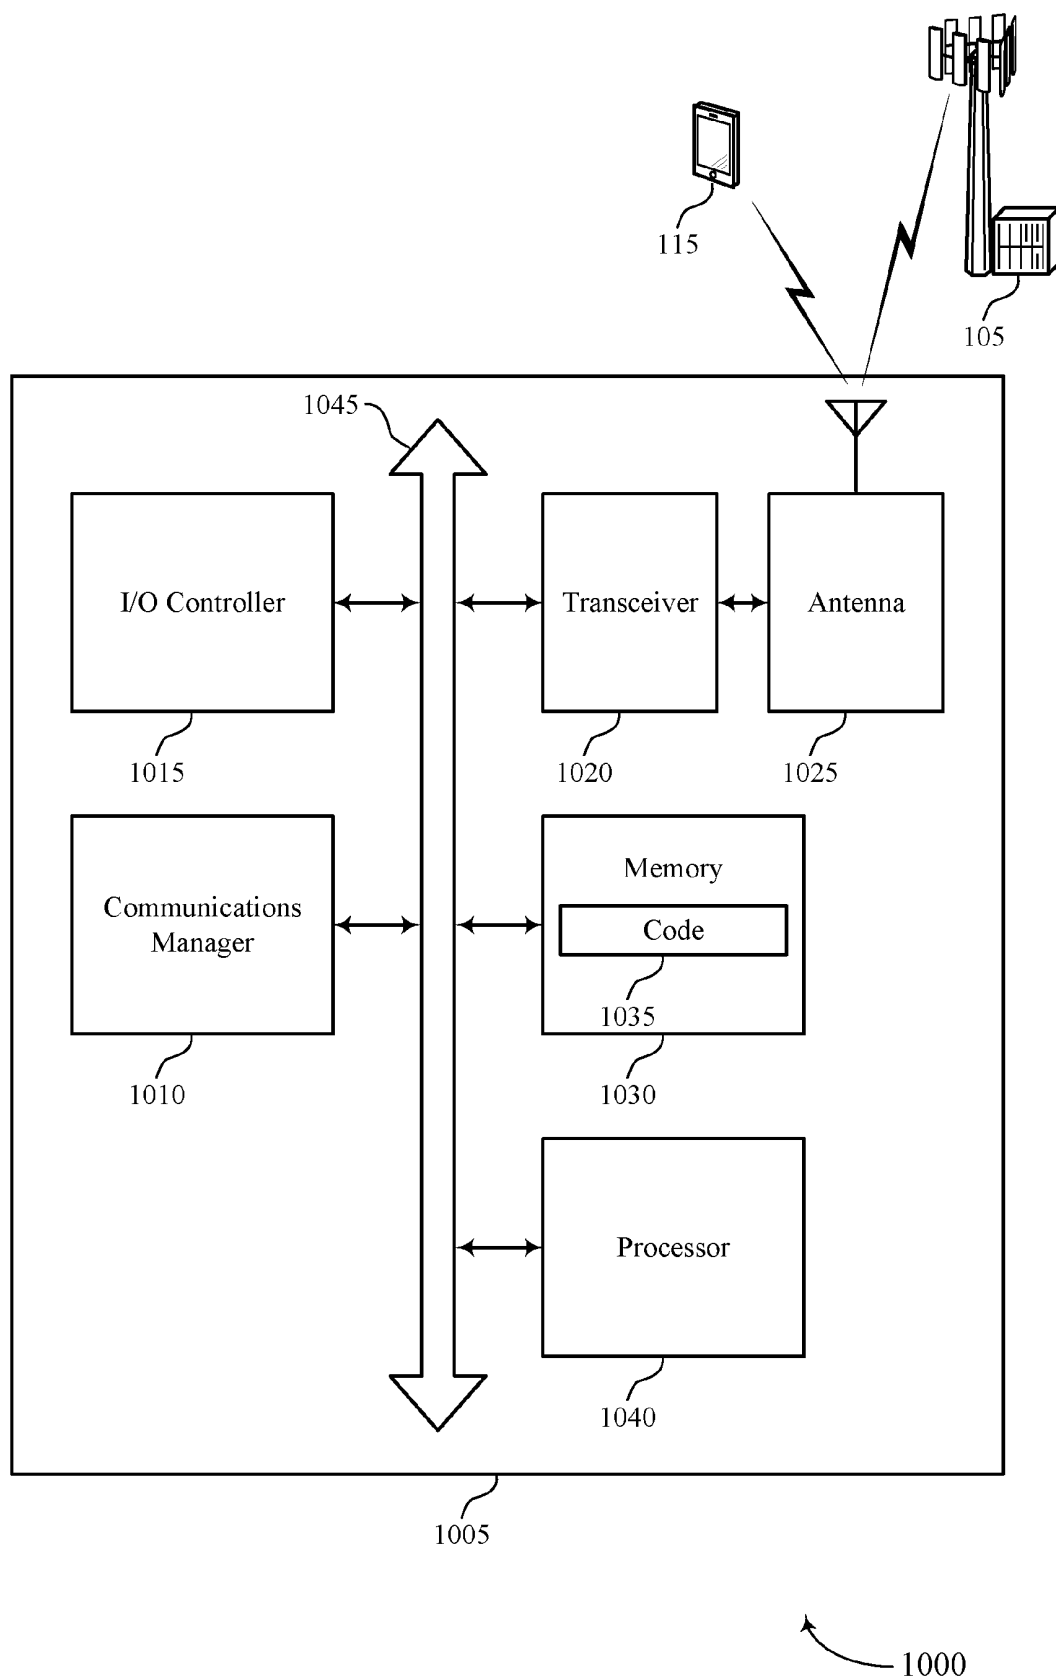 115
105
1045
I/O Controller
Transceiver
Antenna
1015
1020
1025
Communications
Manager
Memory
Code
1035
1010
1030
Processor
1040
1005
1000